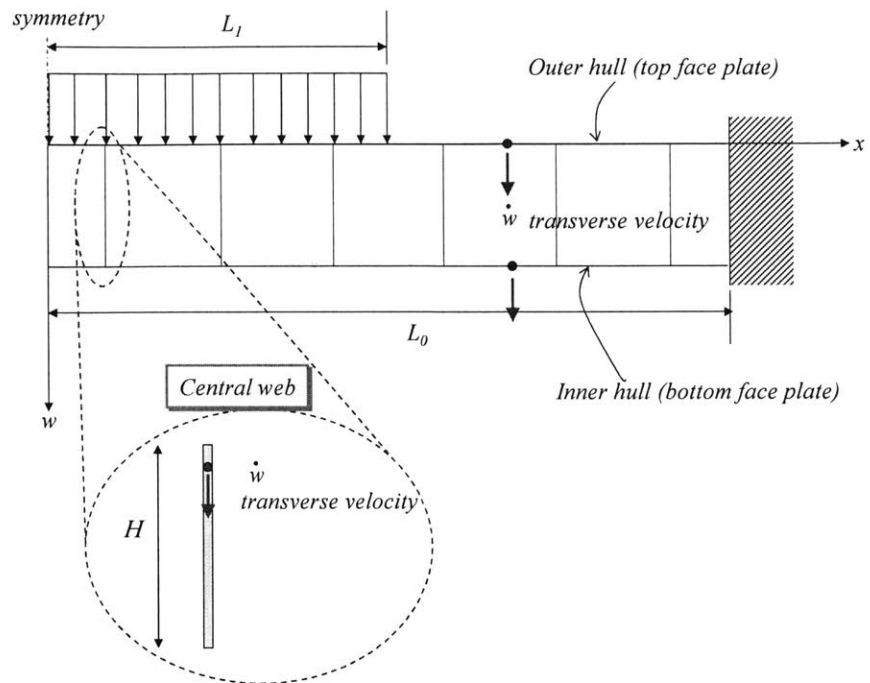 symmetry
L₁
Outer hull (top face plate)
x
ẇ transverse velocity
L₀
Inner hull (bottom face plate)
w
Central web
ẇ
transverse velocity
H